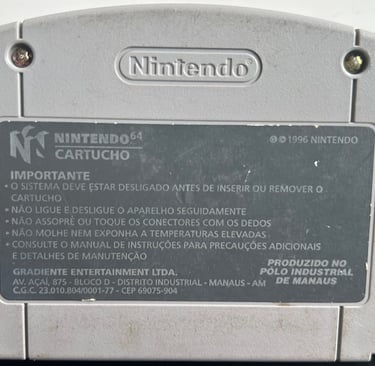 Nintendo
NINTENDO 64
CARTUCHO
©® 1996 NINTENDO
IMPORTANTE
• O SISTEMA DEVE ESTAR DESLIGADO ANTES DE INSERIR OU REMOVER O
CARTUCHO
• NÃO LIGUE E DESLIGUE O APARELHO SEGUIDAMENTE
• NÃO ASSOPRE OU TOQUE OS CONECTORES COM OS DEDOS
• NÃO MOLHE NEM EXPONHA A TEMPERATURAS ELEVADAS
• CONSULTE O MANUAL DE INSTRUÇÕES PARA PRECAUÇÕES ADICIONAIS
E DETALHES DE MANUTENÇÃO
GRADIENTE ENTERTAINMENT LTDA.
AV. AÇAÍ, 875 - BLOCO D - DISTRITO INDUSTRIAL - MANAUS - AM
C.G.C. 23.010.804/0001-77 - CEP 69075-904
PRODUZIDO NO
PÓLO INDUSTRIAL
DE MANAUS